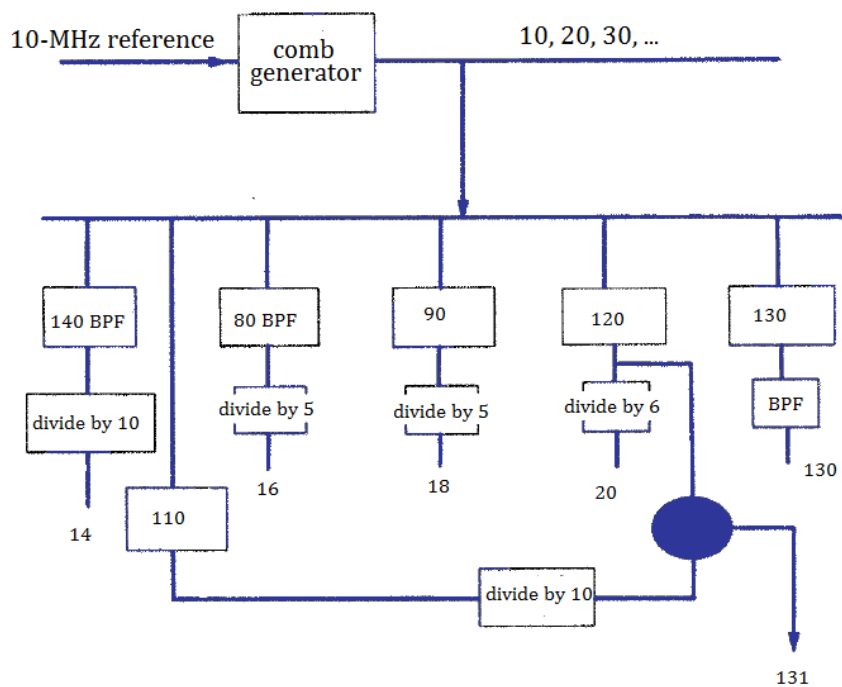 10-MHz reference
comb
generator
10, 20, 30, ...
140 BPF
80 BPF
90
120
130
divide by 10
divide by 5
divide by 5
divide by 6
BPF
14
110
16
18
20
130
divide by 10
131